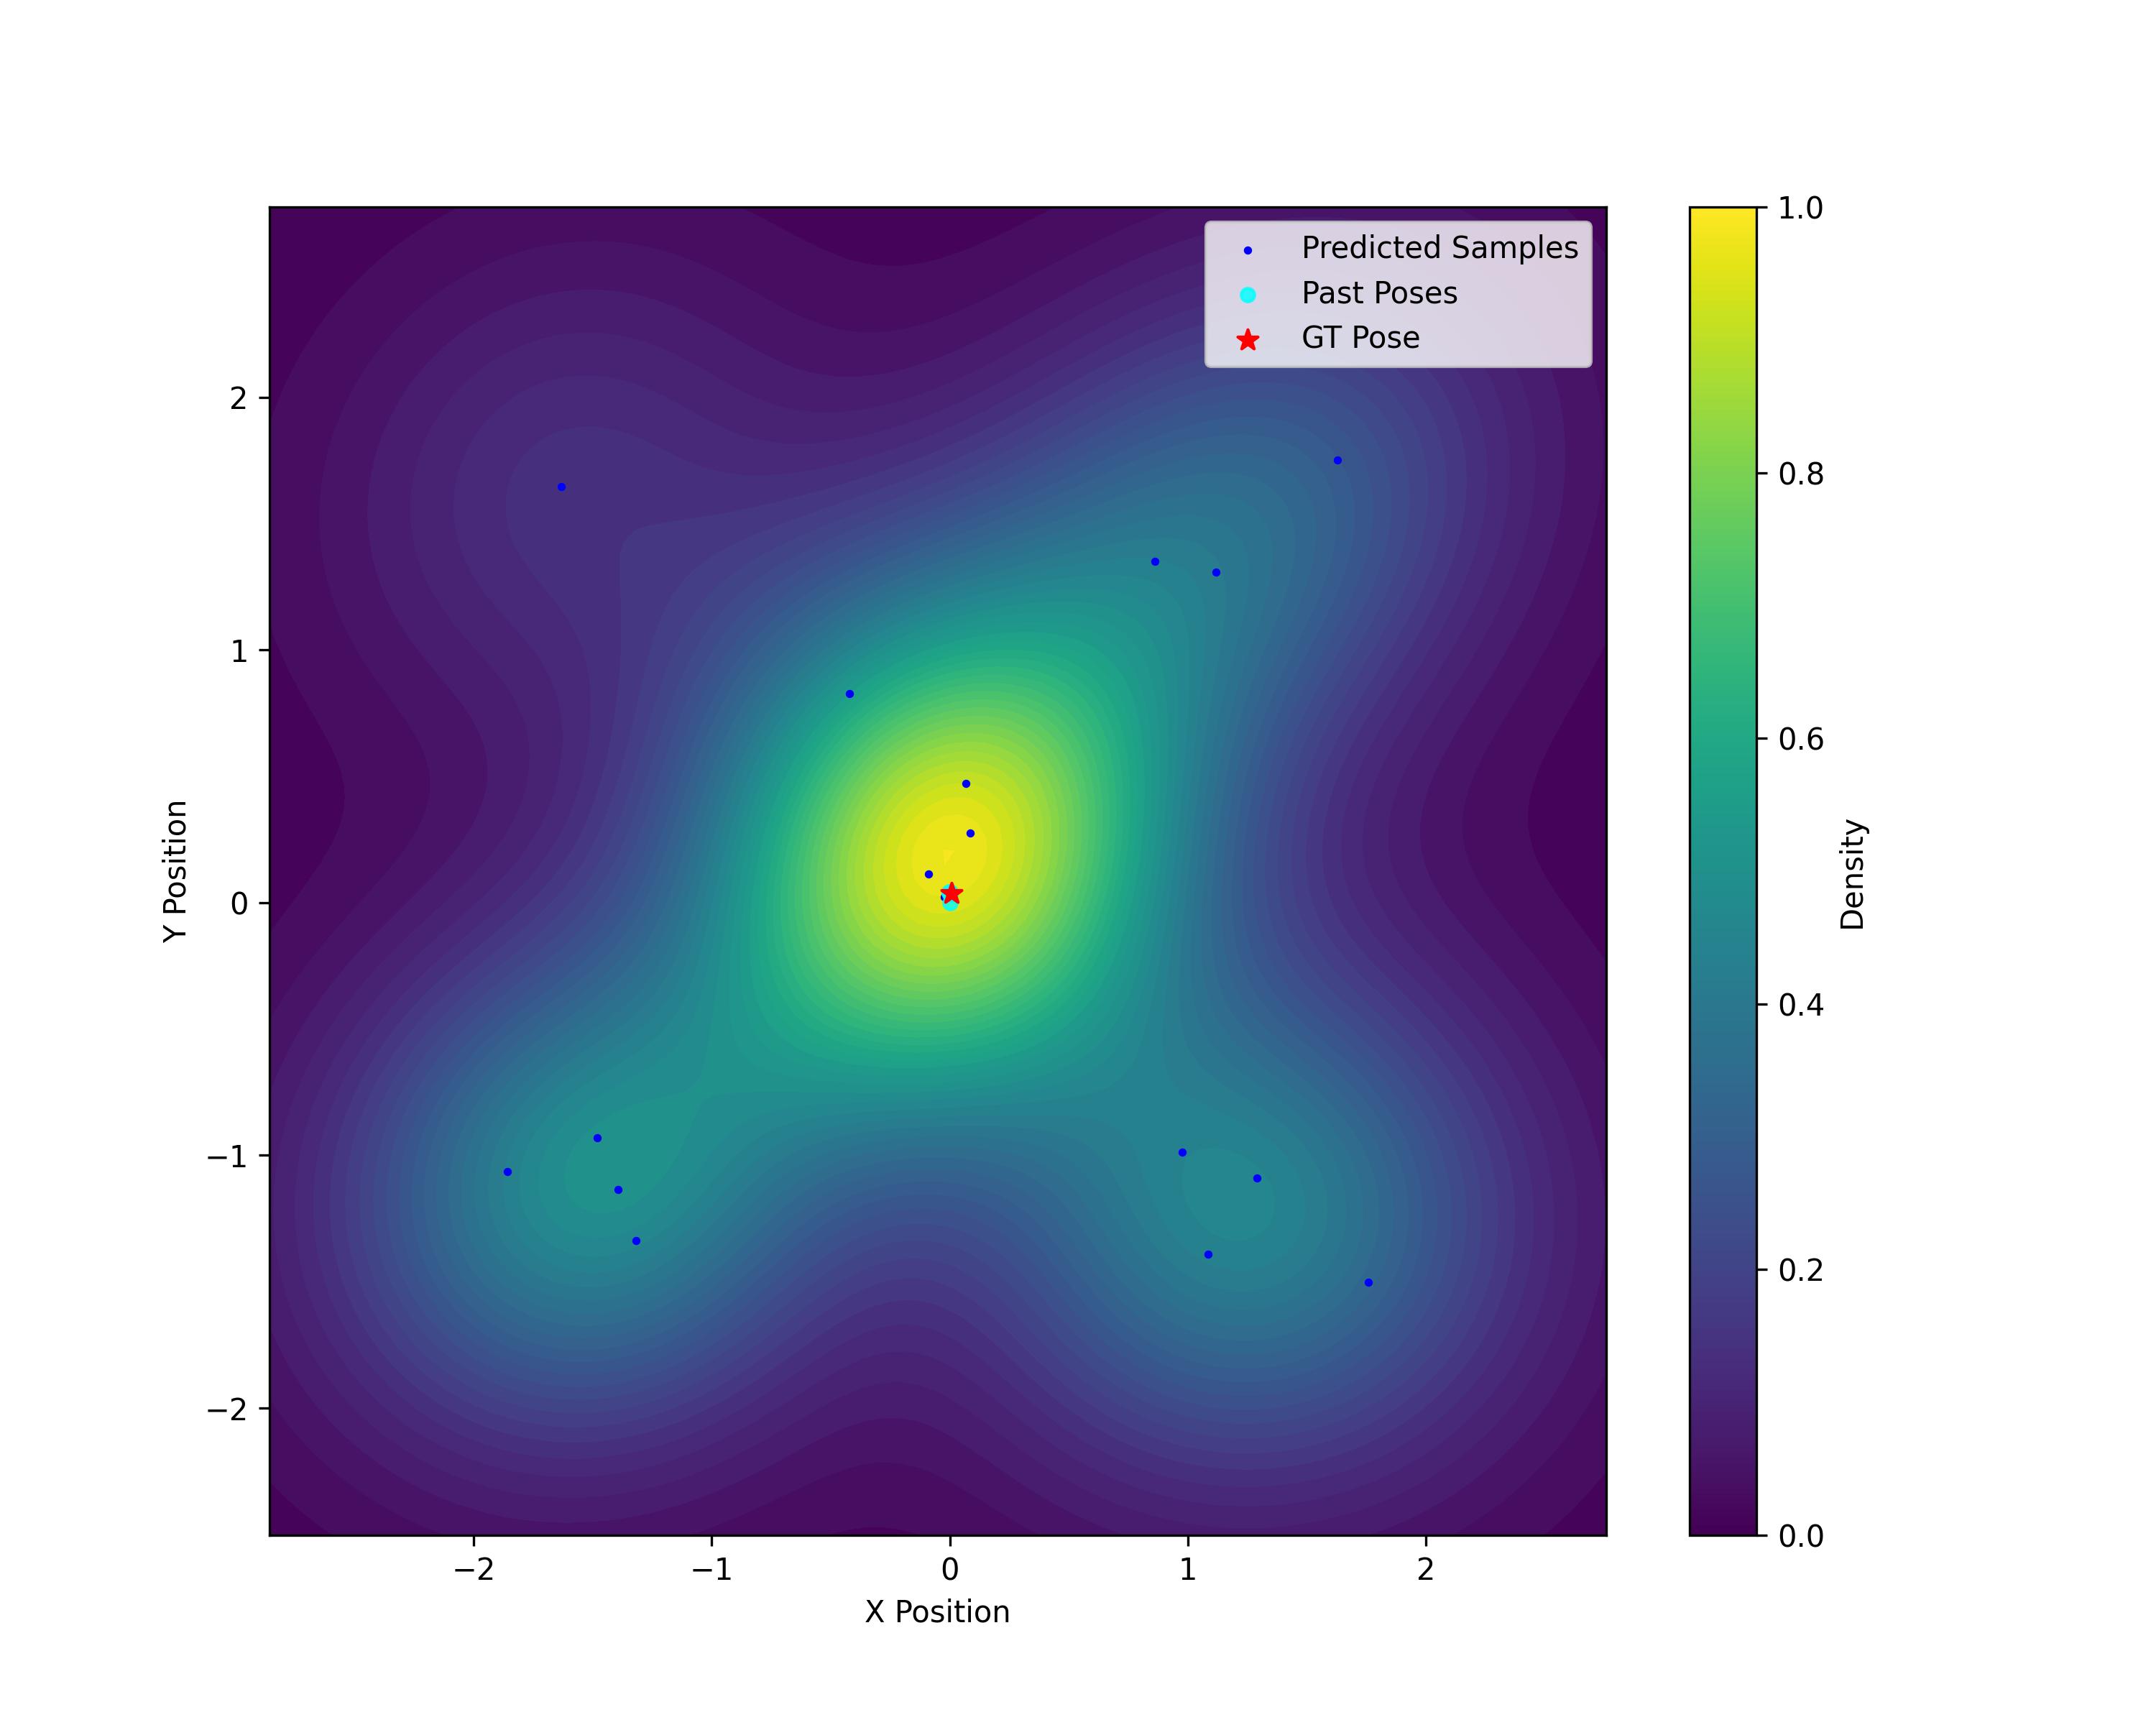 Predicted Samples
Past Poses
GT Pose
2
1
0
−1
−2
Y Position
−2
−1
0
1
2
X Position
1.0
0.8
0.6
0.4
0.2
0.0
Density